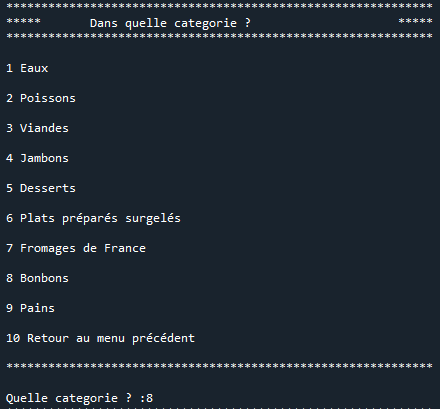 *************************************************************
*****       Dans quelle categorie ?                     *****
*************************************************************
1 Eaux
2 Poissons
3 Viandes
4 Jambons
5 Desserts
6 Plats préparés surgelés
7 Fromages de France
8 Bonbons
9 Pains
10 Retour au menu précédent
*************************************************************
Quelle categorie ? :8